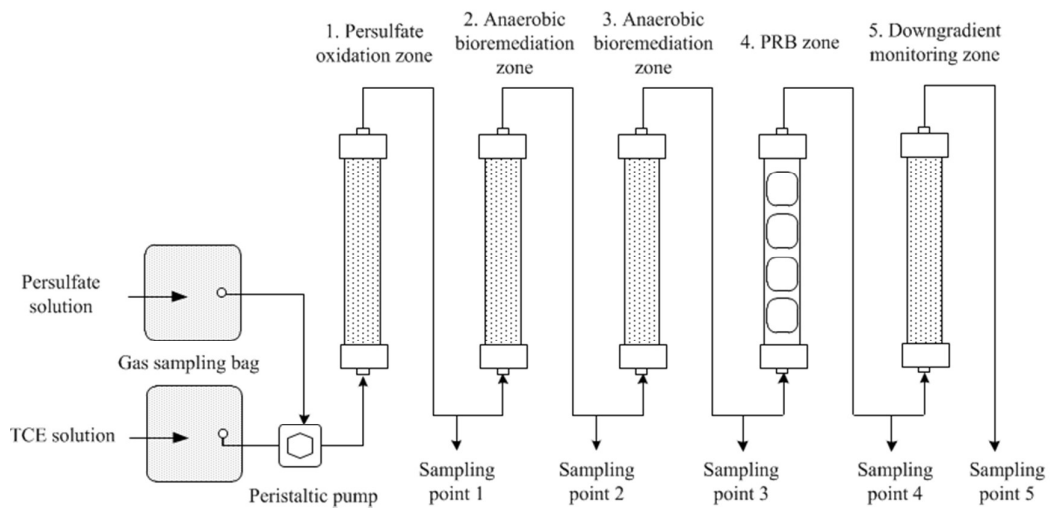 1. Persulfate
oxidation zone
2. Anaerobic
bioremediation
zone
3. Anaerobic
bioremediation
zone
4. PRB zone
5. Downgradient
monitoring zone
Persulfate
solution
Gas sampling bag
TCE solution
Peristaltic pump
Sampling
point 1
Sampling
point 2
Sampling
point 3
Sampling
point 4
Sampling
point 5